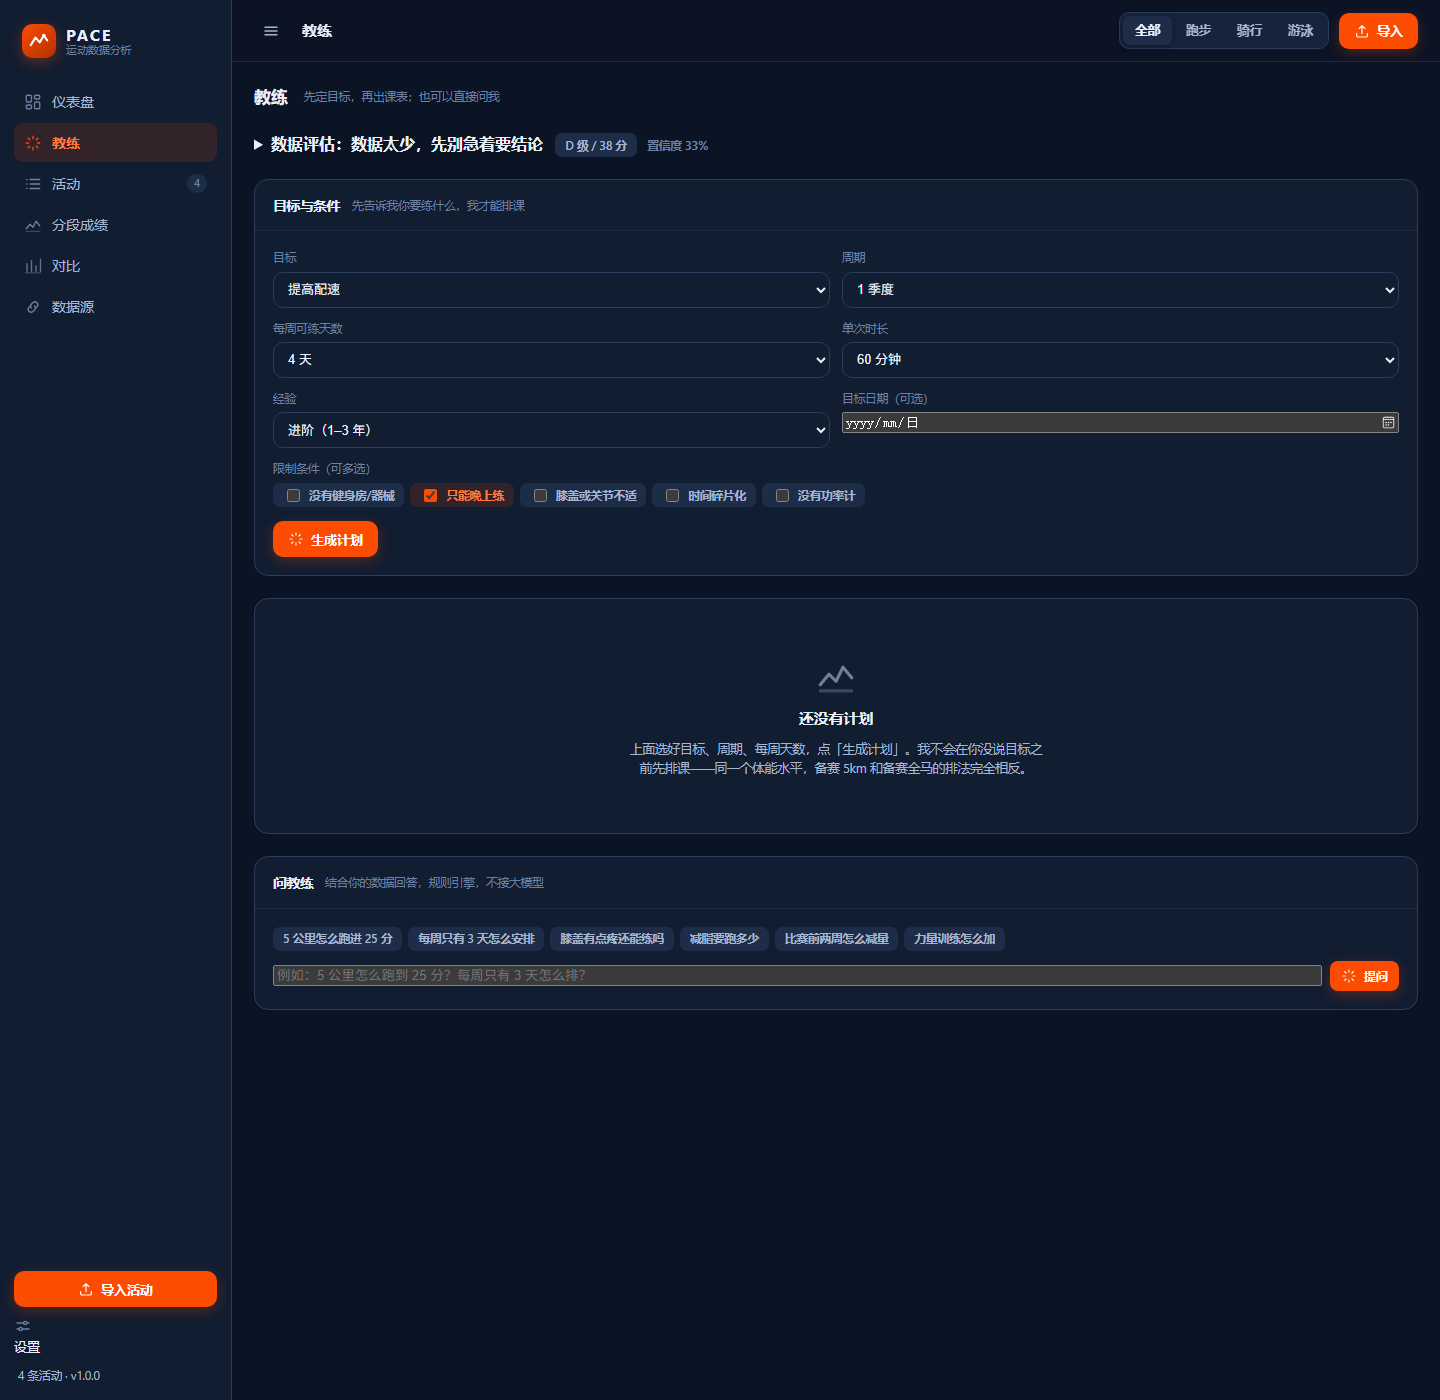 PACE
运动数据分析
仪表盘
教练
活动 4
分段成绩
对比
数据源
导入活动
设置
4 条活动 · v1.0.0
教练
全部 跑步 骑行 游泳 导入
教练 先定目标，再出课表；也可以直接问我
数据评估：数据太少，先别急着要结论 D 级 / 38 分 置信度 33%
目标与条件 先告诉我你要练什么，我才能排课
目标 周期
提高配速 1 季度
每周可练天数 单次时长
4 天 60 分钟
经验 目标日期（可选）
进阶（1–3 年） yyyy/mm/日
限制条件（可多选）
没有健身房/器械 只能晚上练 膝盖或关节不适 时间碎片化 没有功率计
生成计划
还没有计划
上面选好目标、周期、每周天数，点「生成计划」。我不会在你没说目标之
前先排课——同一个体能水平，备赛 5km 和备赛全马的排法完全相反。
问教练 结合你的数据回答，规则引擎，不接大模型
5 公里怎么跑进 25 分 每周只有 3 天怎么安排 膝盖有点疼还能练吗 减脂要跑多少 比赛前两周怎么减量 力量训练怎么加
例如：5 公里怎么跑到 25 分？每周只有 3 天怎么排？ 提问